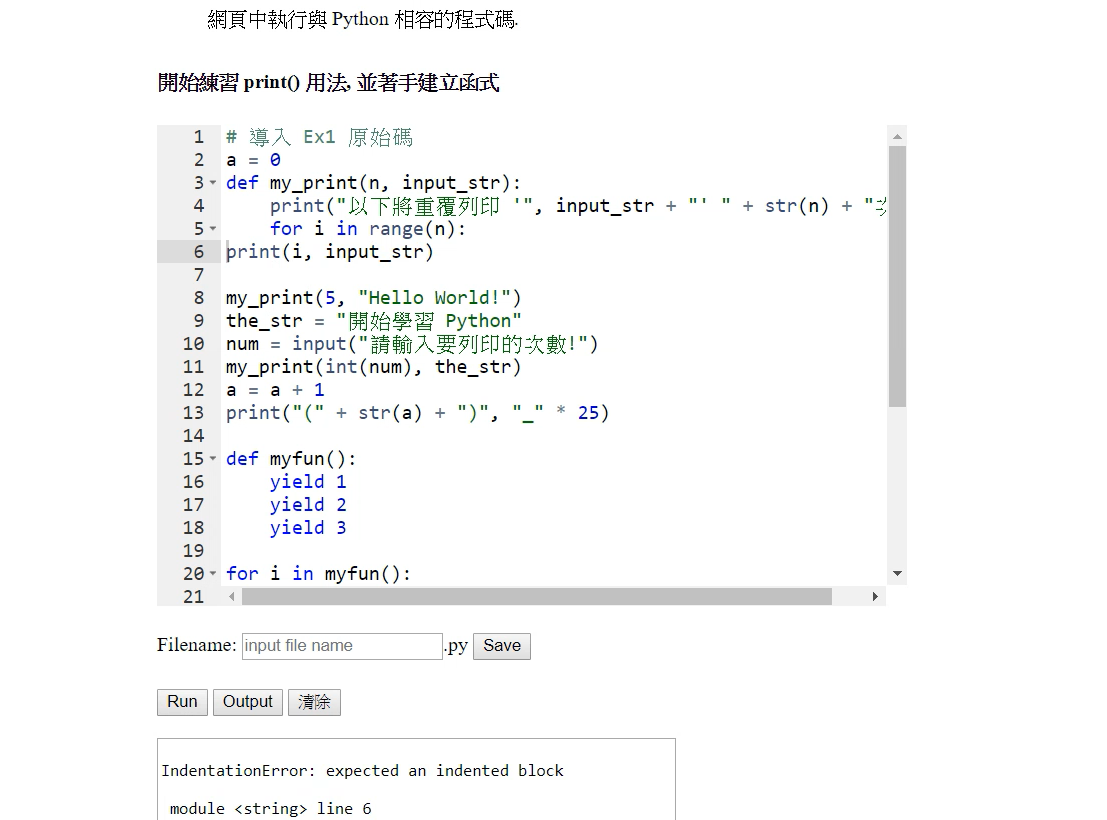 網頁中執行與 Python 相容的程式碼.
開始練習 print() 用法, 並著手建立函式
1 # 導入 Ex1 原始碼
2 a = 0
3 def my_print(n, input_str):
4     print("以下將重覆列印 '", input_str + "' " + str(n) + "
5     for i in range(n):
6 print(i, input_str)
7
8 my_print(5, "Hello World!")
9 the_str = "開始學習 Python"
10 num = input("請輸入要列印的次數!")
11 my_print(int(num), the_str)
12 a = a + 1
13 print("(" + str(a) + ")", "_" * 25)
14
15 def myfun():
16     yield 1
17     yield 2
18     yield 3
19
20 for i in myfun():
21
Filename: input file name .py Save
Run Output 清除
IndentationError: expected an indented block
module <string> line 6